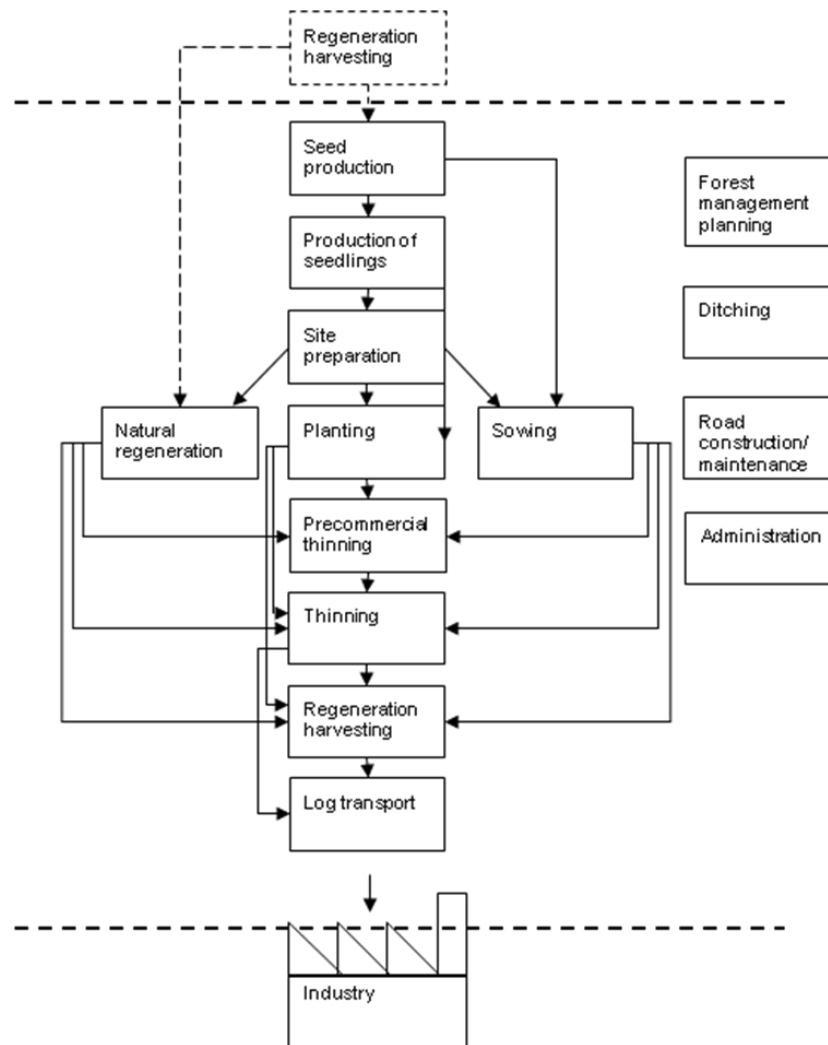 Regeneration
harvesting
Seed
production
Forest
management
planning
Production of
seedlings
Ditching
Site
preparation
Natural
regeneration
Planting
Sowing
Road
construction/
maintenance
Precommercial
thinning
Administration
Thinning
Regeneration
harvesting
Log transport
Industry